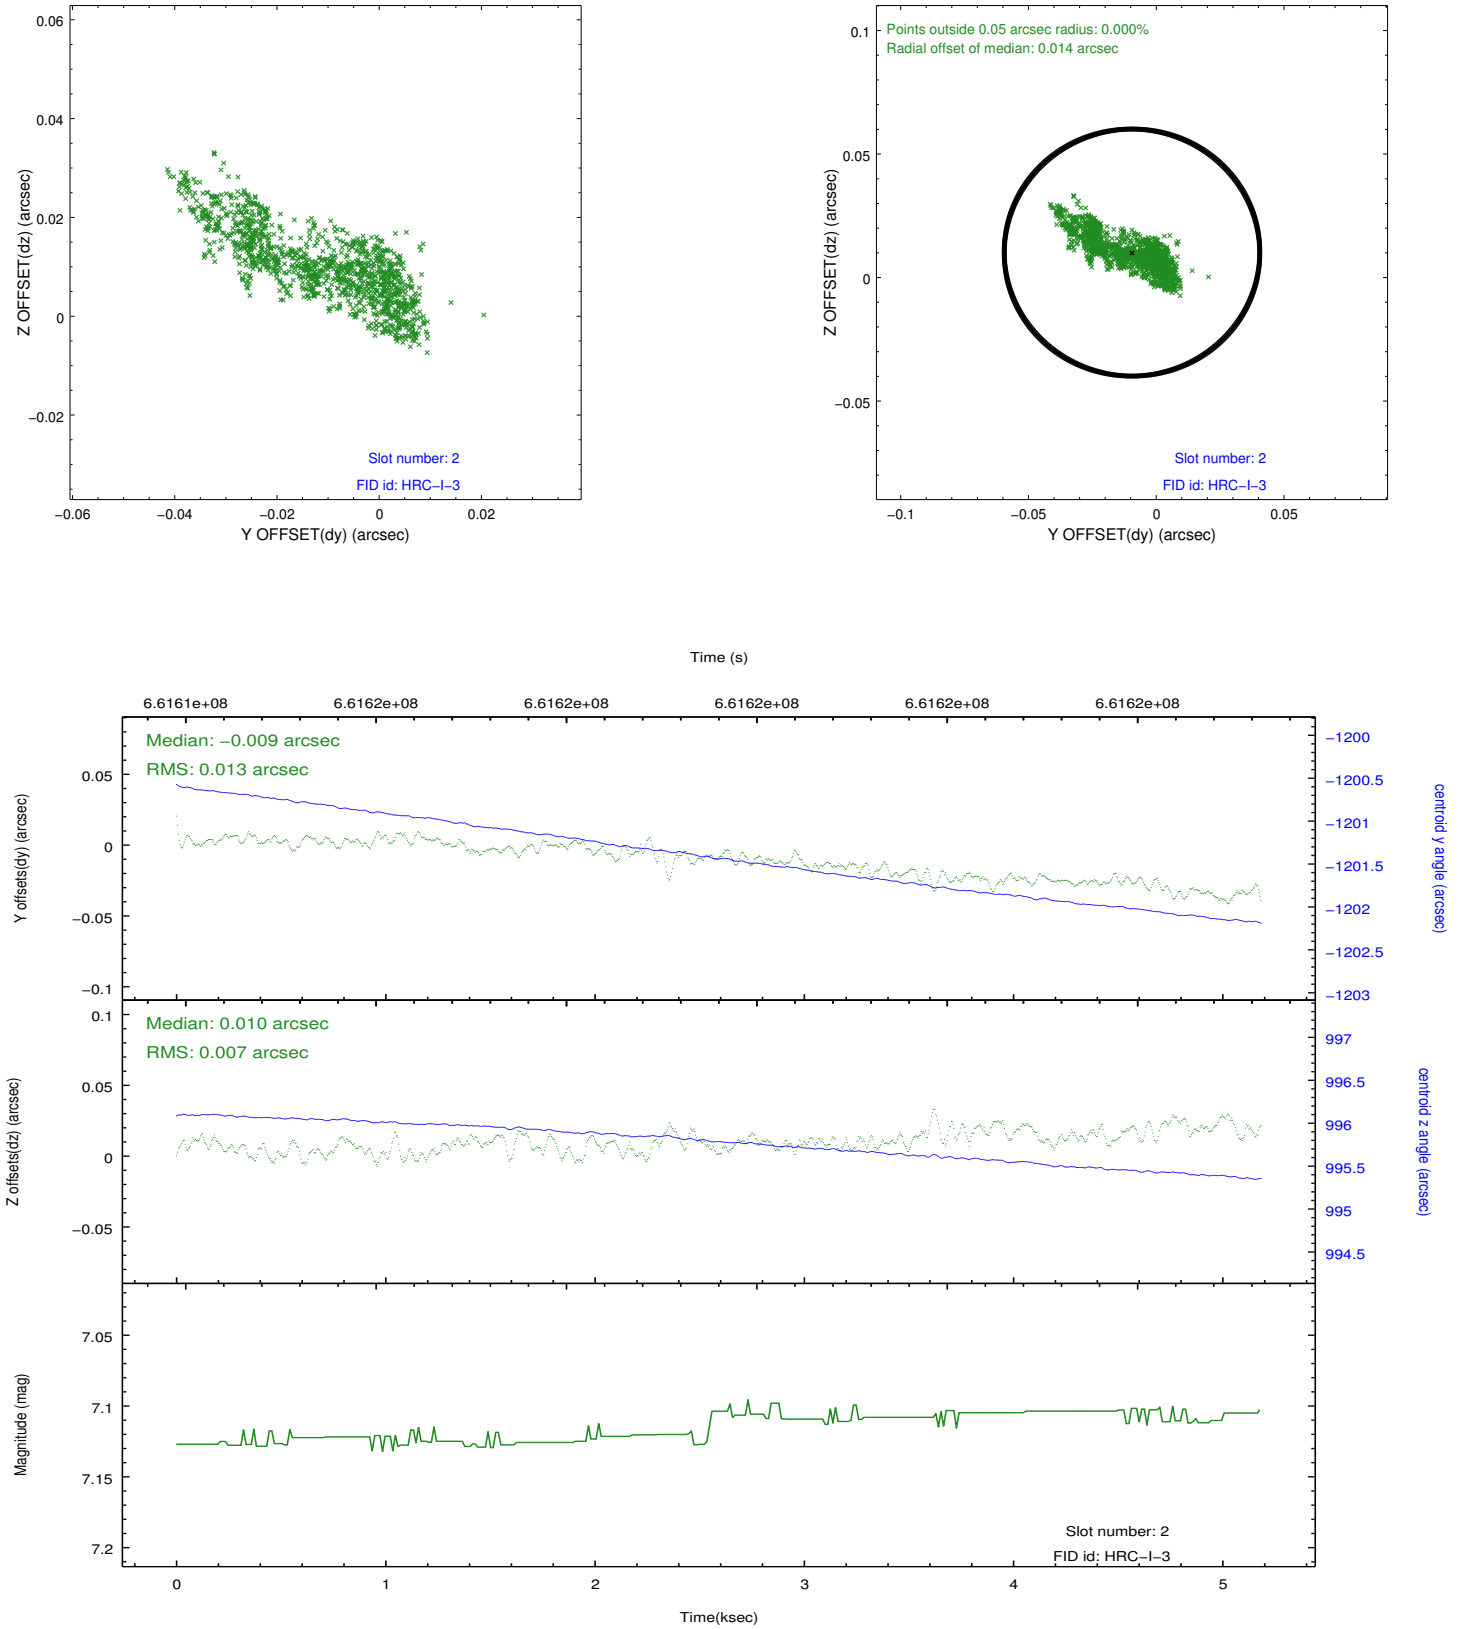 0.06
0.04
0.02
0
−0.02
Z OFFSET(dz) (arcsec)
Slot number: 2
FID id: HRC−I−3
−0.06 −0.04 −0.02 0 0.02
Y OFFSET(dy) (arcsec)
Points outside 0.05 arcsec radius: 0.000%
Radial offset of median: 0.014 arcsec
0.1
0.05
0
−0.05
Z OFFSET(dz) (arcsec)
Slot number: 2
FID id: HRC−I−3
−0.1 −0.05 0 0.05
Y OFFSET(dy) (arcsec)
Time (s)
6.6161e+08 6.6162e+08 6.6162e+08 6.6162e+08 6.6162e+08 6.6162e+08
Median: −0.009 arcsec
RMS: 0.013 arcsec
0.05
0
−0.05
−0.1
Y offsets(dy) (arcsec)
−1200
−1200.5
−1201
−1201.5
−1202
−1202.5
−1203
centroid y angle (arcsec)
Median: 0.010 arcsec
RMS: 0.007 arcsec
0.1
0.05
0
−0.05
Z offsets(dz) (arcsec)
997
996.5
996
995.5
995
994.5
centroid z angle (arcsec)
7.05
7.1
7.15
7.2
Magnitude (mag)
Slot number: 2
FID id: HRC−I−3
0 1 2 3 4 5
Time(ksec)